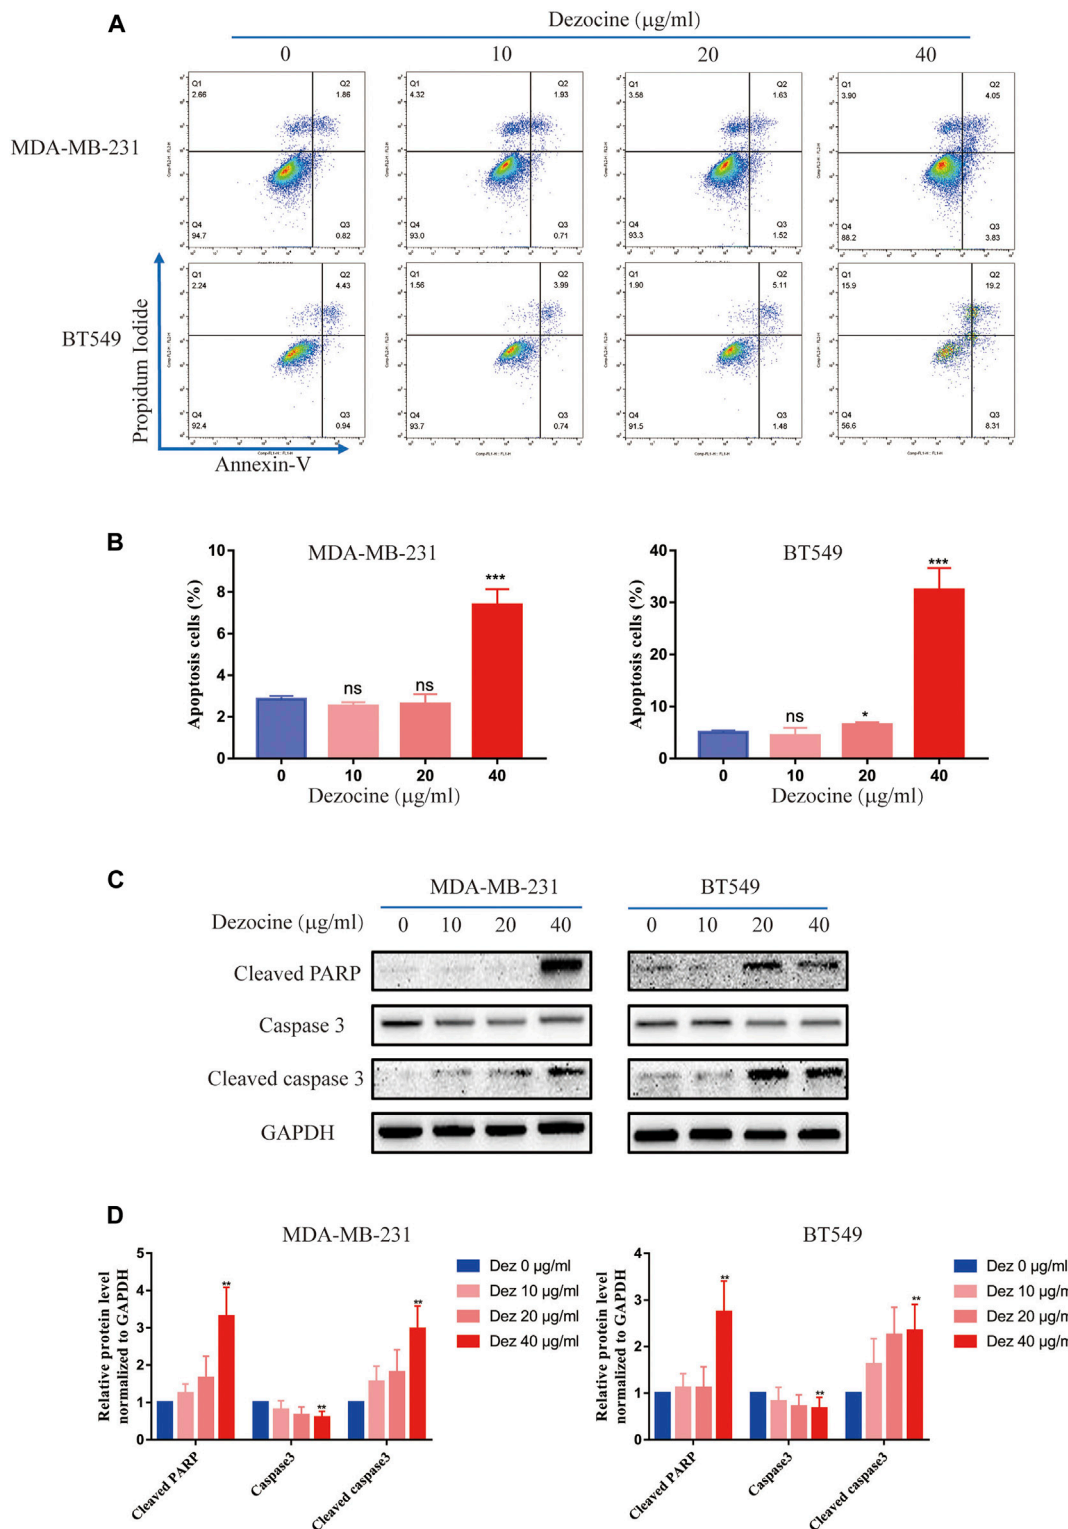 A
Dezocine (µg/ml)
0 10 20 40
MDA-MB-231
Q1 Q2 Q1 Q2 Q1 Q2 Q1 Q2
2.66 1.86 4.32 1.93 3.58 1.63 3.90 4.05
Q4 Q3 Q4 Q3 Q4 Q3 Q4 Q3
94.7 0.82 93.0 0.71 93.3 1.52 88.2 3.83
BT549
Q1 Q2 Q1 Q2 Q1 Q2 Q1 Q2
2.24 4.43 1.56 3.99 1.90 5.11 15.9 19.2
Q4 Q3 Q4 Q3 Q4 Q3 Q4 Q3
92.4 0.94 93.7 0.74 91.5 1.48 56.6 8.31
Propidum Iodide
Annexin-V
B
MDA-MB-231
Apoptosis cells (%)
10
8
6
4
2
0
ns ns ***
0 10 20 40
Dezocine (µg/ml)
BT549
Apoptosis cells (%)
40
30
20
10
0
ns * ***
0 10 20 40
Dezocine (µg/ml)
C
MDA-MB-231 BT549
Dezocine (µg/ml) 0 10 20 40 0 10 20 40
Cleaved PARP
Caspase 3
Cleaved caspase 3
GAPDH
D
MDA-MB-231
Relative protein level
normalized to GAPDH
5
4
3
2
1
0
** ** **
Cleaved PARP
Caspase3
Cleaved caspase3
Dez 0 µg/ml
Dez 10 µg/ml
Dez 20 µg/ml
Dez 40 µg/ml
BT549
Relative protein level
normalized to GAPDH
4
3
2
1
0
** ** **
Cleaved PARP
Caspase3
Cleaved caspase3
Dez 0 µg/ml
Dez 10 µg/m
Dez 20 µg/m
Dez 40 µg/m